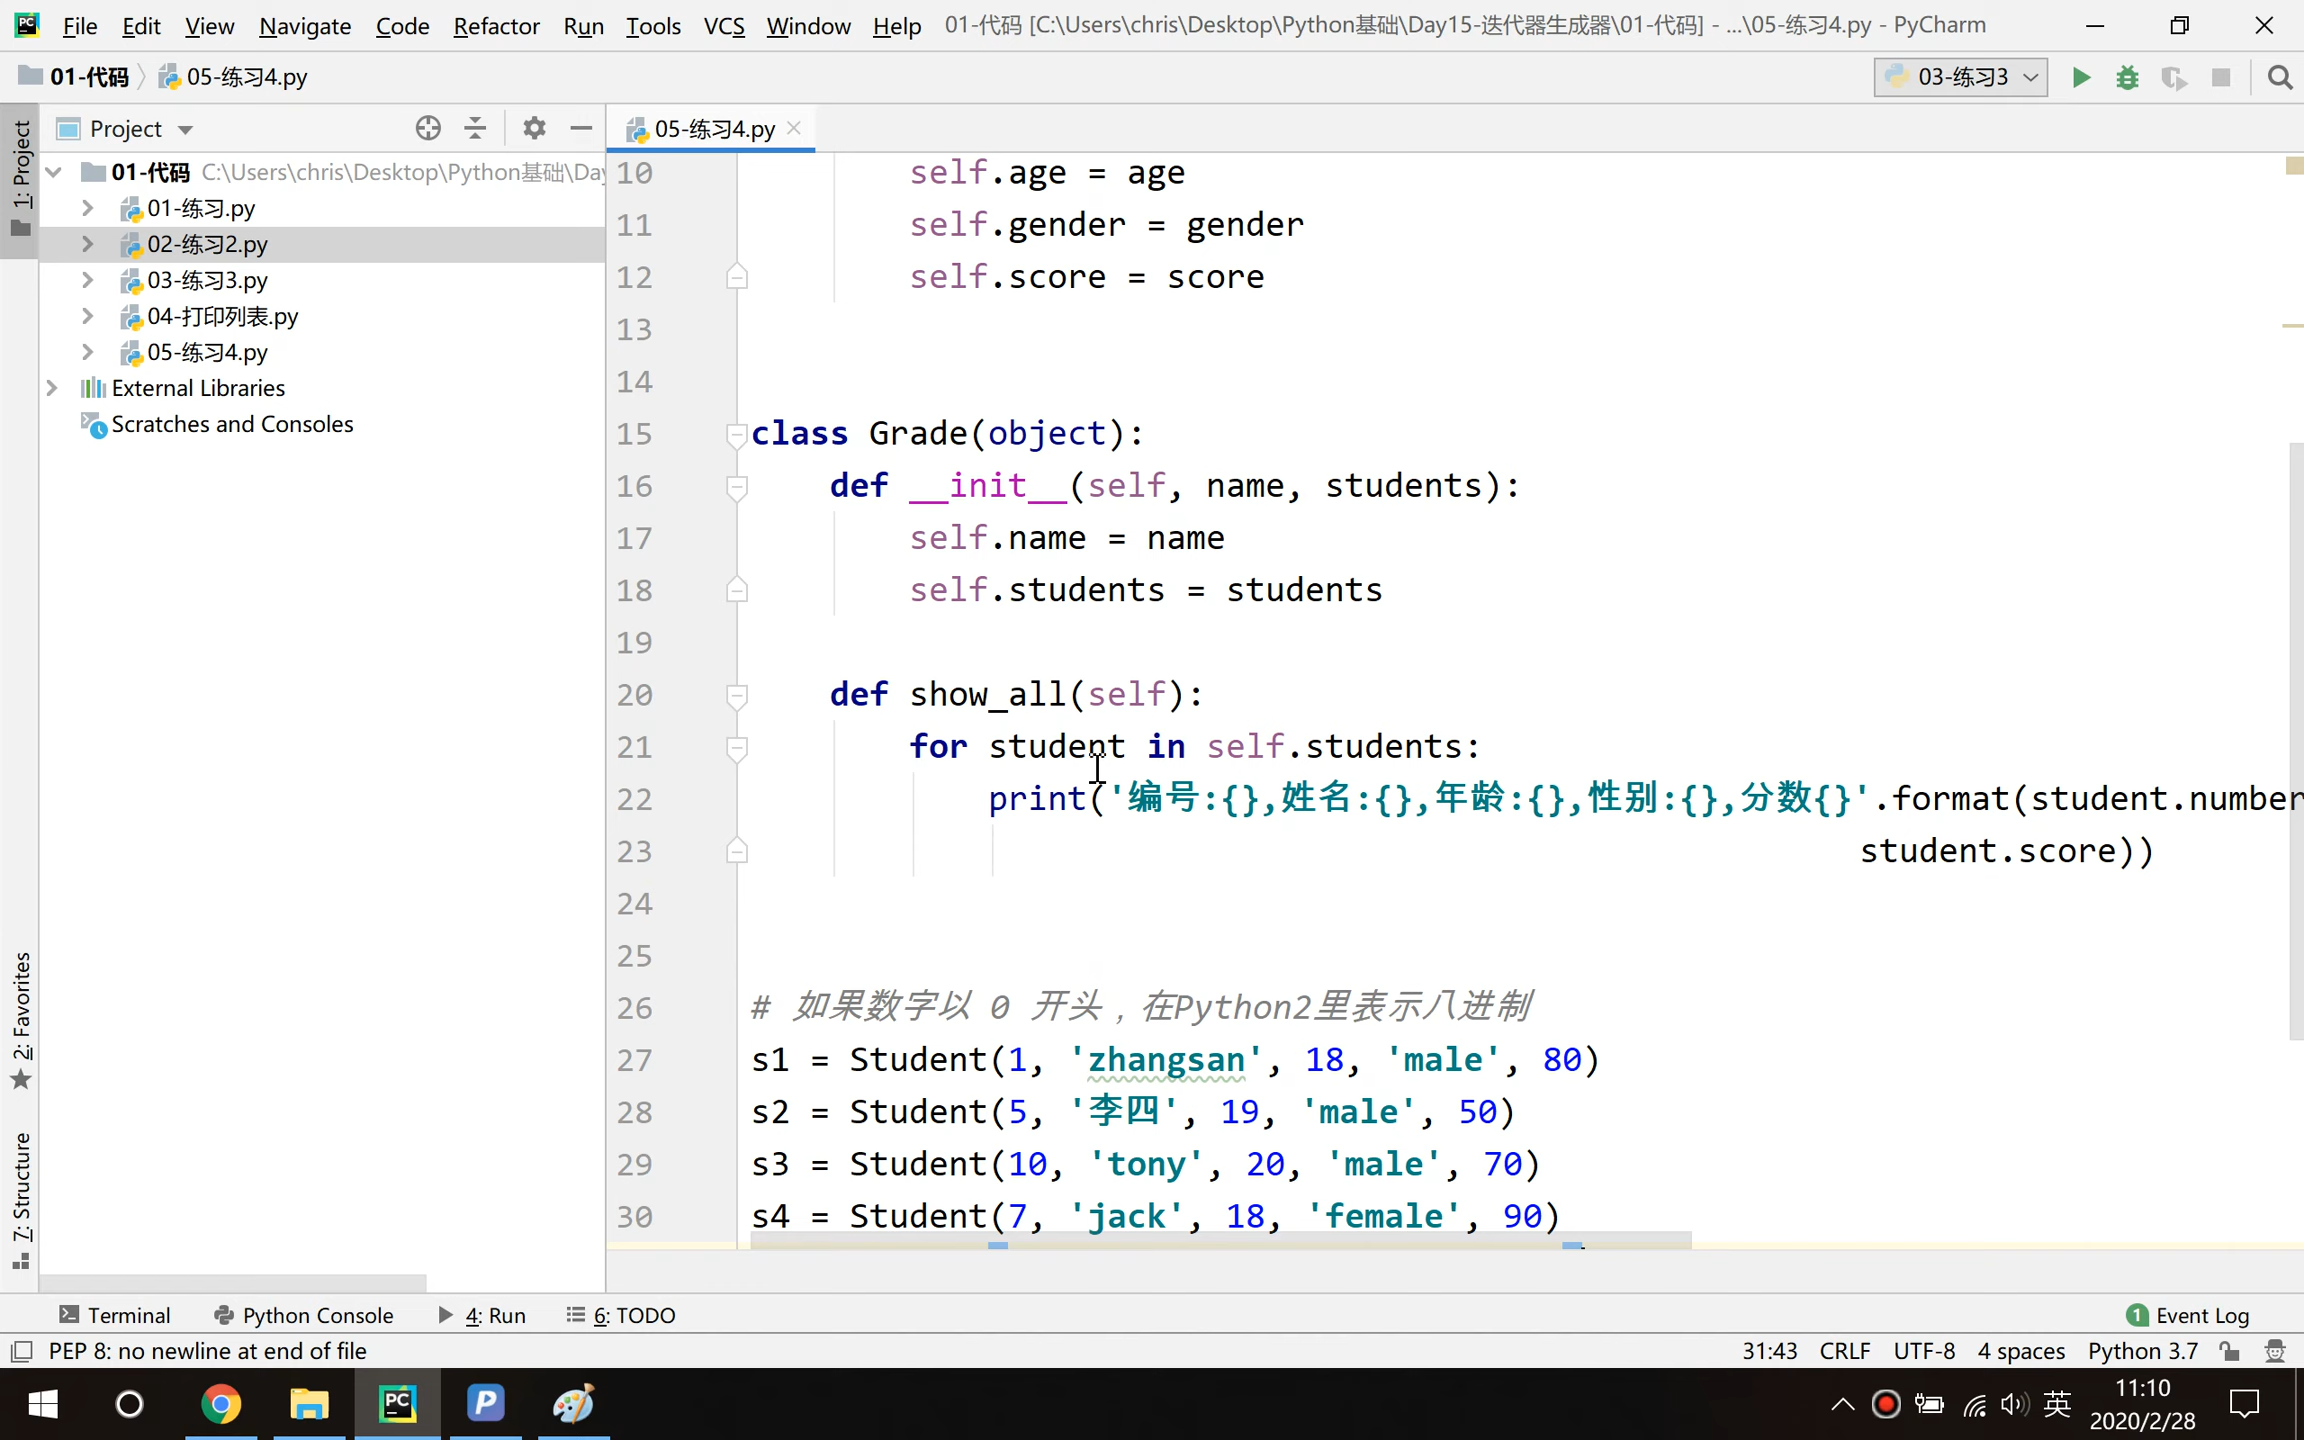 File Edit View Navigate Code Refactor Run Tools VCS Window Help 01-代码 [C:\Users\chris\Desktop\Python基础\Day15-迭代器生成器\01-代码] - ...\05-练习4.py - PyCharm
01-代码 05-练习4.py 03-练习3
1: Project
Project
05-练习4.py
01-代码 C:\Users\chris\Desktop\Python基础\Da
01-练习.py
02-练习2.py
03-练习3.py
04-打印列表.py
05-练习4.py
External Libraries
Scratches and Consoles
10 self.age = age
11 self.gender = gender
12 self.score = score
13
14
15 class Grade(object):
16 def __init__(self, name, students):
17 self.name = name
18 self.students = students
19
20 def show_all(self):
21 for student in self.students:
22 print('编号:{},姓名:{},年龄:{},性别:{},分数{}'.format(student.number
23 student.score))
24
25
26 # 如果数字以 0 开头，在Python2里表示八进制
27 s1 = Student(1, 'zhangsan', 18, 'male', 80)
28 s2 = Student(5, '李四', 19, 'male', 50)
29 s3 = Student(10, 'tony', 20, 'male', 70)
30 s4 = Student(7, 'jack', 18, 'female', 90)
2: Favorites
7: Structure
Terminal Python Console 4: Run 6: TODO 1 Event Log
PEP 8: no newline at end of file 31:43 CRLF UTF-8 4 spaces Python 3.7
英 11:10
2020/2/28